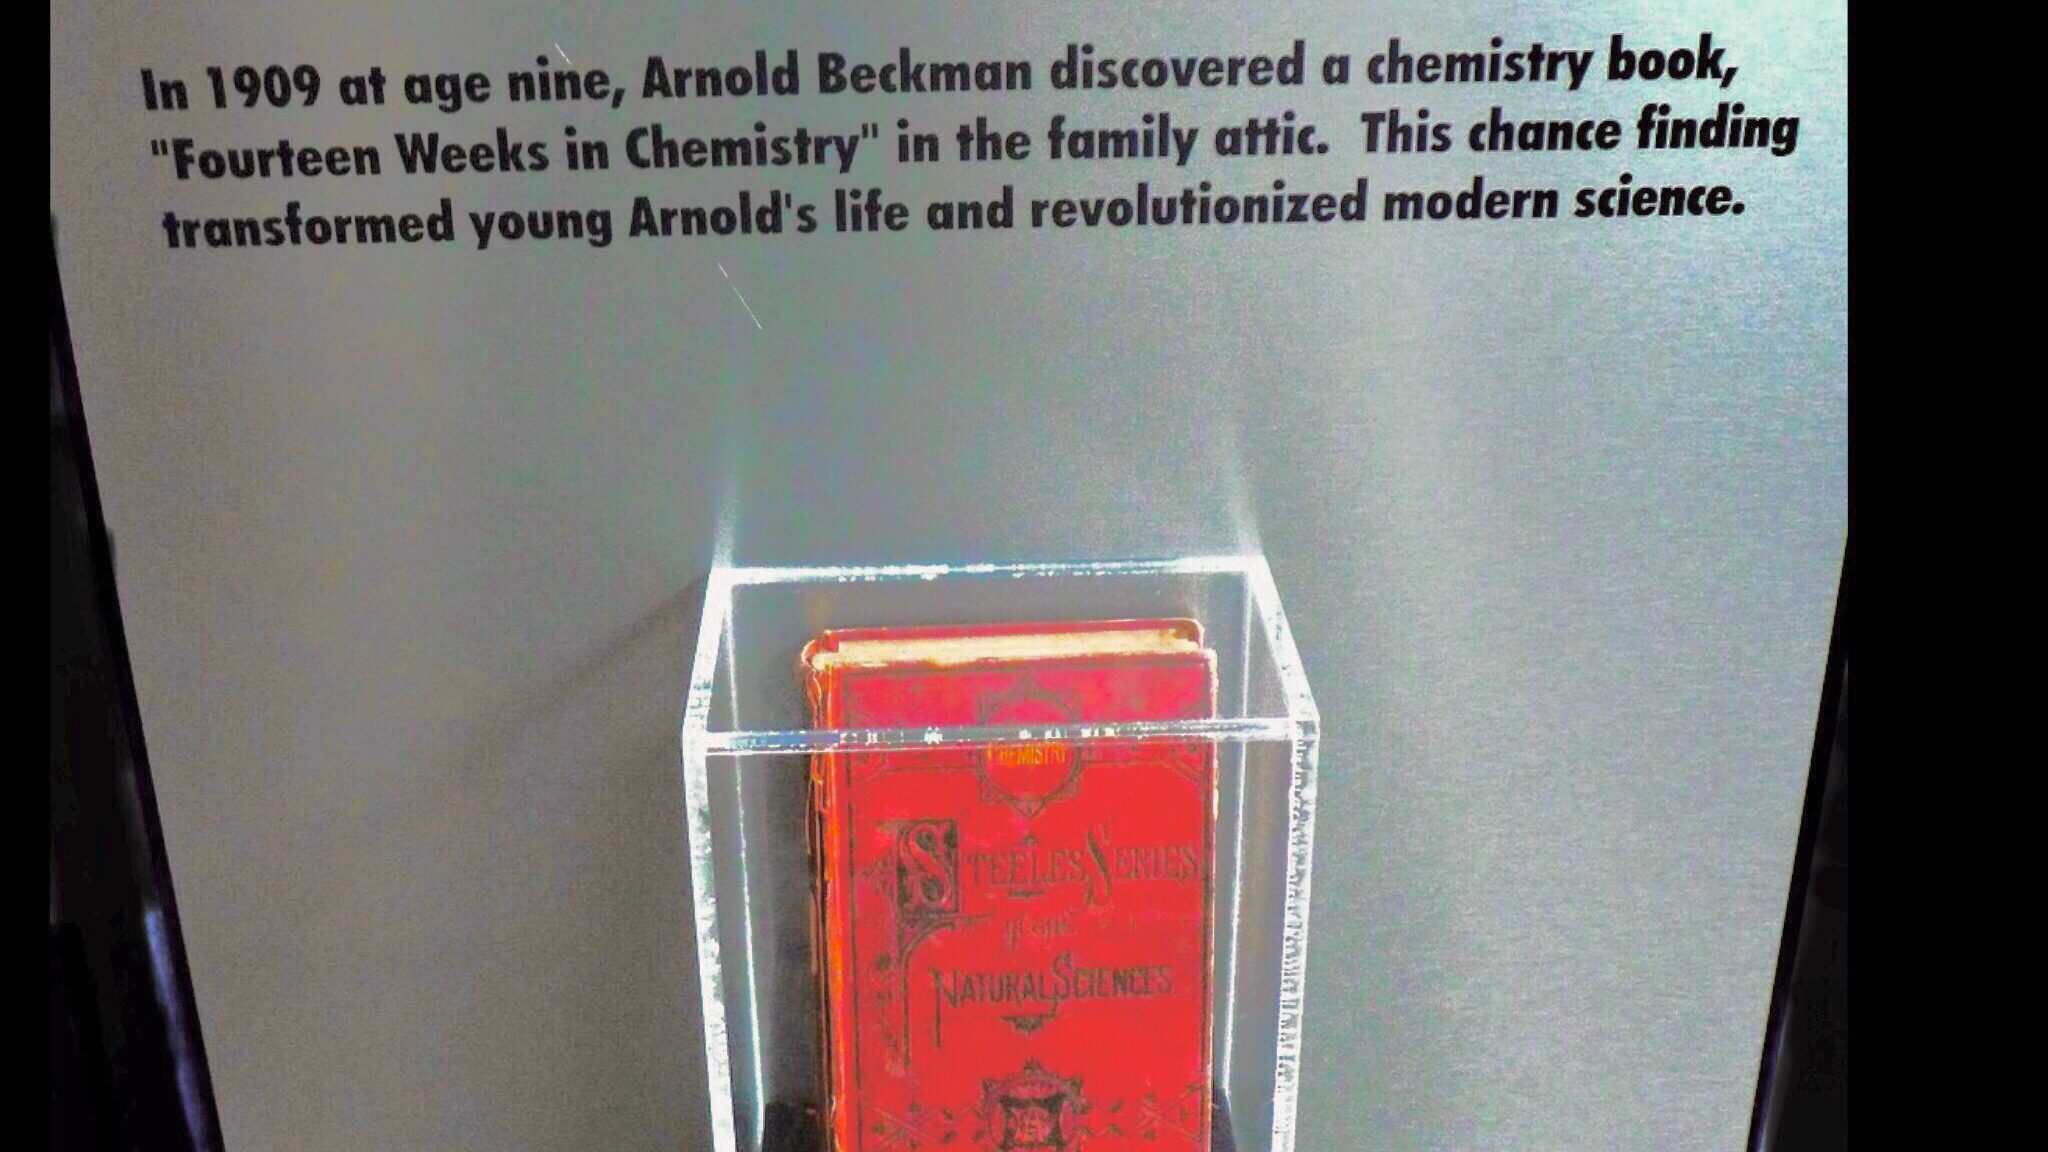 In 1909 at age nine, Arnold Beckman discovered a chemistry book,
"Fourteen Weeks in Chemistry" in the family attic. This chance finding
transformed young Arnold's life and revolutionized modern science.
CHEMISTRY
STEELES SERIES
IN THE
NATURAL SCIENCES